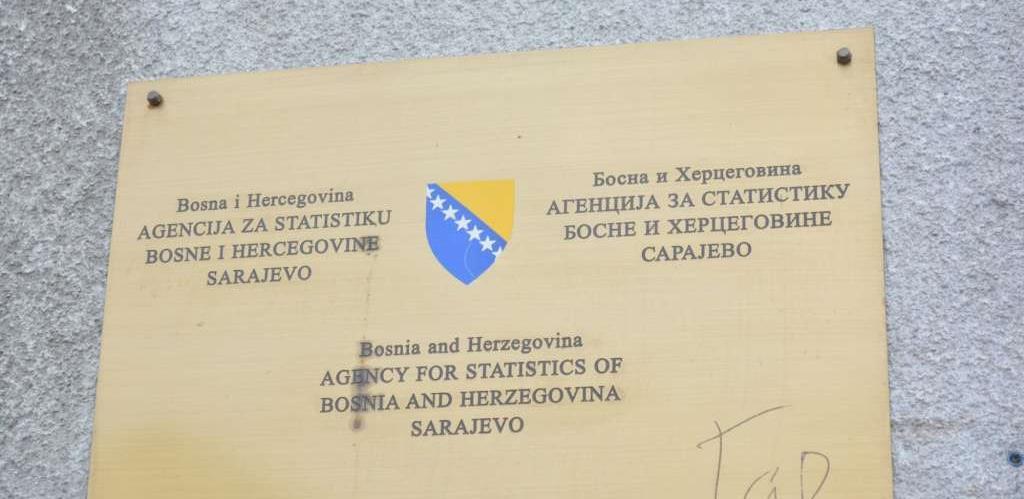 Bosna i Hercegovina
AGENCIJA ZA STATISTIKU
BOSNE I HERCEGOVINE
SARAJEVO
Босна и Херцеговина
АГЕНЦИЈА ЗА СТАТИСТИКУ
БОСНЕ И ХЕРЦЕГОВИНЕ
САРАЈЕВО
Bosnia and Herzegovina
AGENCY FOR STATISTICS OF
BOSNIA AND HERZEGOVINA
SARAJEVO